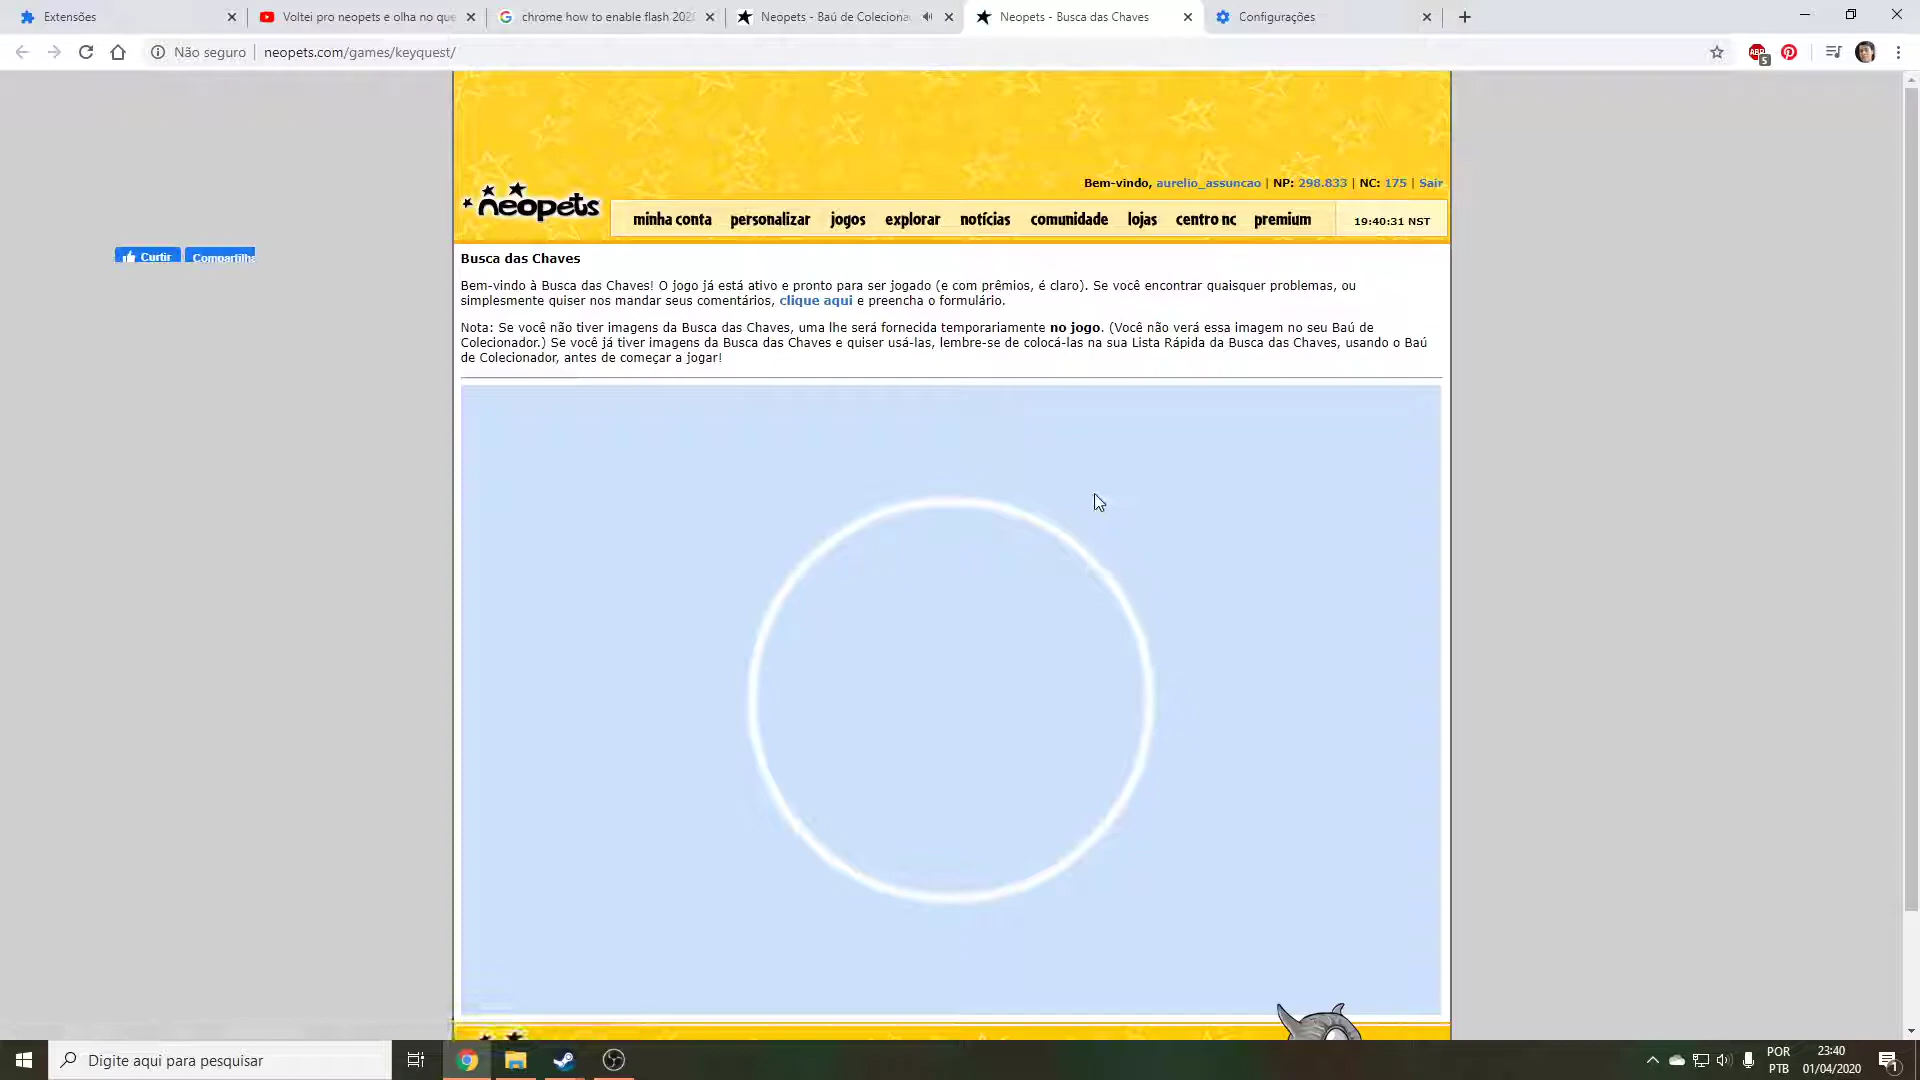 Extensões
Voltei pro neopets e olha no que
chrome how to enable flash 202
Neopets - Baú de Coleciona
Neopets - Busca das Chaves
Configurações
Não seguro
neopets.com/games/keyquest/
ABP
5
Bem-vindo, aurelio_assuncao | NP: 298.833 | NC: 175 | Sair
neopets
minha conta personalizar jogos explorar notícias comunidade lojas centro nc premium 19:40:31 NST
Curtir
Compartilha
Busca das Chaves
Bem-vindo à Busca das Chaves! O jogo já está ativo e pronto para ser jogado (e com prêmios, é claro). Se você encontrar quaisquer problemas, ou
simplesmente quiser nos mandar seus comentários, clique aqui e preencha o formulário.
Nota: Se você não tiver imagens da Busca das Chaves, uma lhe será fornecida temporariamente no jogo. (Você não verá essa imagem no seu Baú de
Colecionador.) Se você já tiver imagens da Busca das Chaves e quiser usá-las, lembre-se de colocá-las na sua Lista Rápida da Busca das Chaves, usando o Baú
de Colecionador, antes de começar a jogar!
Digite aqui para pesquisar
POR
PTB
23:40
01/04/2020
1